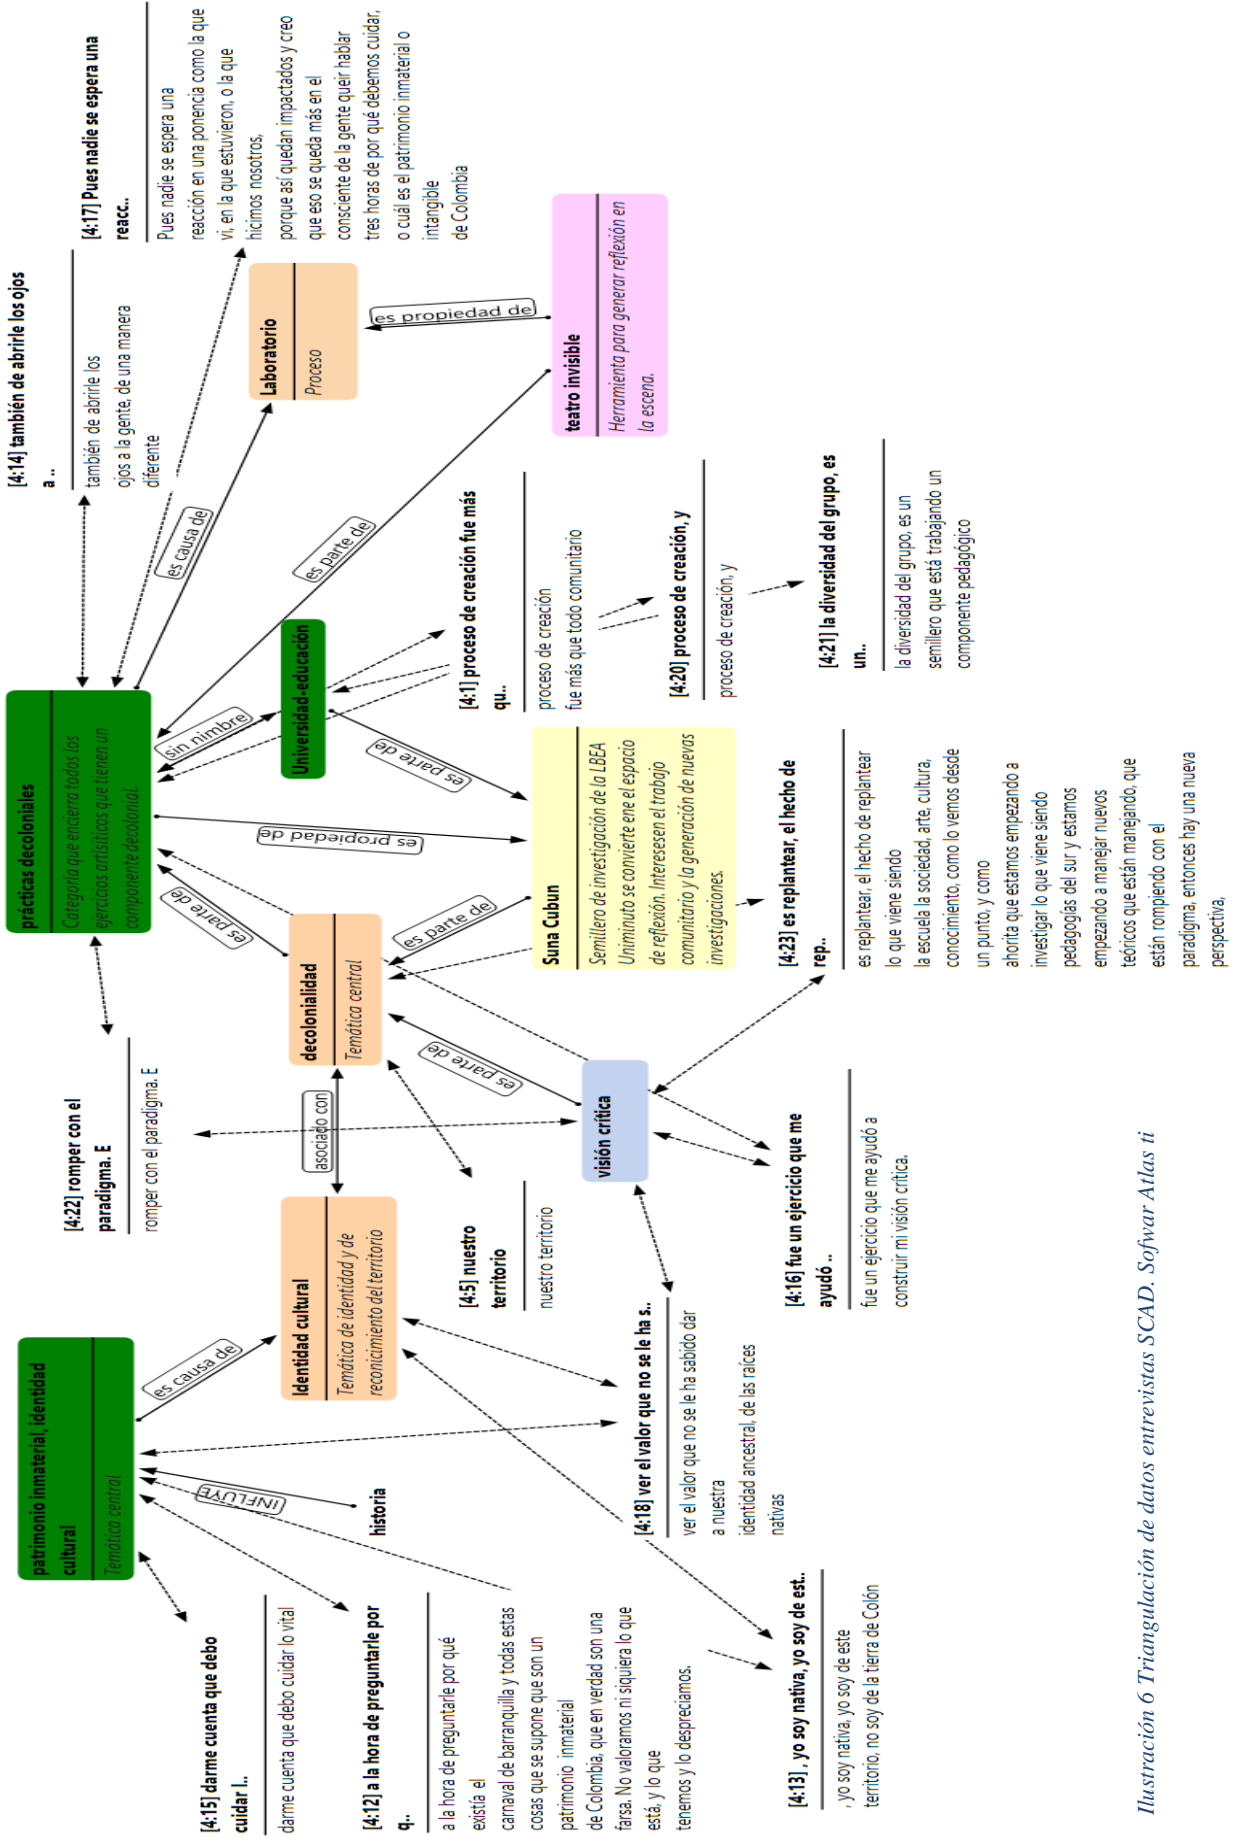 patrimonio inmaterial, identidad
cultural
Temática central
es causa de
INFLUYE
historia
[4:15] darme cuenta que debo
cuidar l..
darme cuenta que debo cuidar lo vital
[4:12] a la hora de preguntarle por
q..
a la hora de preguntarle por qué
existía el
carnaval de barranquilla y todas estas
cosas que se supone que son un
patrimonio inmaterial
de Colombia, que en verdad son una
farsa. No valoramos ni siquiera lo que
está, y lo que
tenemos y lo despreciamos.
[4:13] , yo soy nativa, yo soy de est..
, yo soy nativa, yo soy de este
territorio, no soy de la tierra de Colón
Identidad cultural
Temática de identidad y de
reconicimiento del territorio
[4:18] ver el valor que no se le ha s..
ver el valor que no se le ha sabido dar
a nuestra
identidad ancestral, de las raíces
nativas
[4:22] romper con el
paradigma. E
romper con el paradigma. E
asociado con
[4:5] nuestro
territorio
nuestro territorio
visión crítica
[4:16] fue un ejercicio que me
ayudó ..
fue un ejercicio que me ayudó a
construir mi visión crítica.
decolonialidad
Temática central
es parte de
es parte de
es parte de
prácticas decoloniales
Categoria que encierra todos los
ejercicios artisiticos que tienen un
componente decolonial.
es propiedad de
sin nimbre
Suna Cubun
Semillero de investigación de la LBEA
Uniminuto se convierte en el espacio
de reflexión. Interesesen el trabajo
comunitario y la generación de nuevas
investigaciones.
[4:23] es replantear, el hecho de
rep..
es replantear, el hecho de replantear
lo que viene siendo
la escuela la sociedad, arte, cultura,
conocimiento, como lo vemos desde
un punto, y como
ahorita que estamos empezando a
investigar lo que viene siendo
pedagogías del sur y estamos
empezando a manejar nuevos
teóricos que están manejando, que
están rompiendo con el
paradigma, entonces hay una nueva
perspectiva,
Universidad-educación
es parte de
[4:1] proceso de creación fue más
qu..
proceso de creación
fue más que todo comunitario
[4:20] proceso de creación, y
proceso de creación, y
[4:21] la diversidad del grupo, es
un..
la diversidad del grupo, es un
semillero que está trabajando un
componente pedagógico
[4:14] también de abrirle los ojos
a ..
también de abrirle los
ojos a la gente, de una manera
diferente
es causa de
es parte de
Laboratorio
Proceso
es propiedad de
teatro invisible
Herramienta para generar reflexión en
la escena.
[4:17] Pues nadie se espera una
reacc..
Pues nadie se espera una
reacción en una ponencia como la que
vi, en la que estuvieron, o la que
hicimos nosotros,
porque así quedan impactados y creo
que eso se queda más en el
consciente de la gente queir hablar
tres horas de por qué debemos cuidar,
o cuál es el patrimonio inmaterial o
intangible
de Colombia
Ilustración 6 Triangulación de datos entrevistas SCAD. Sofwar Atlas ti